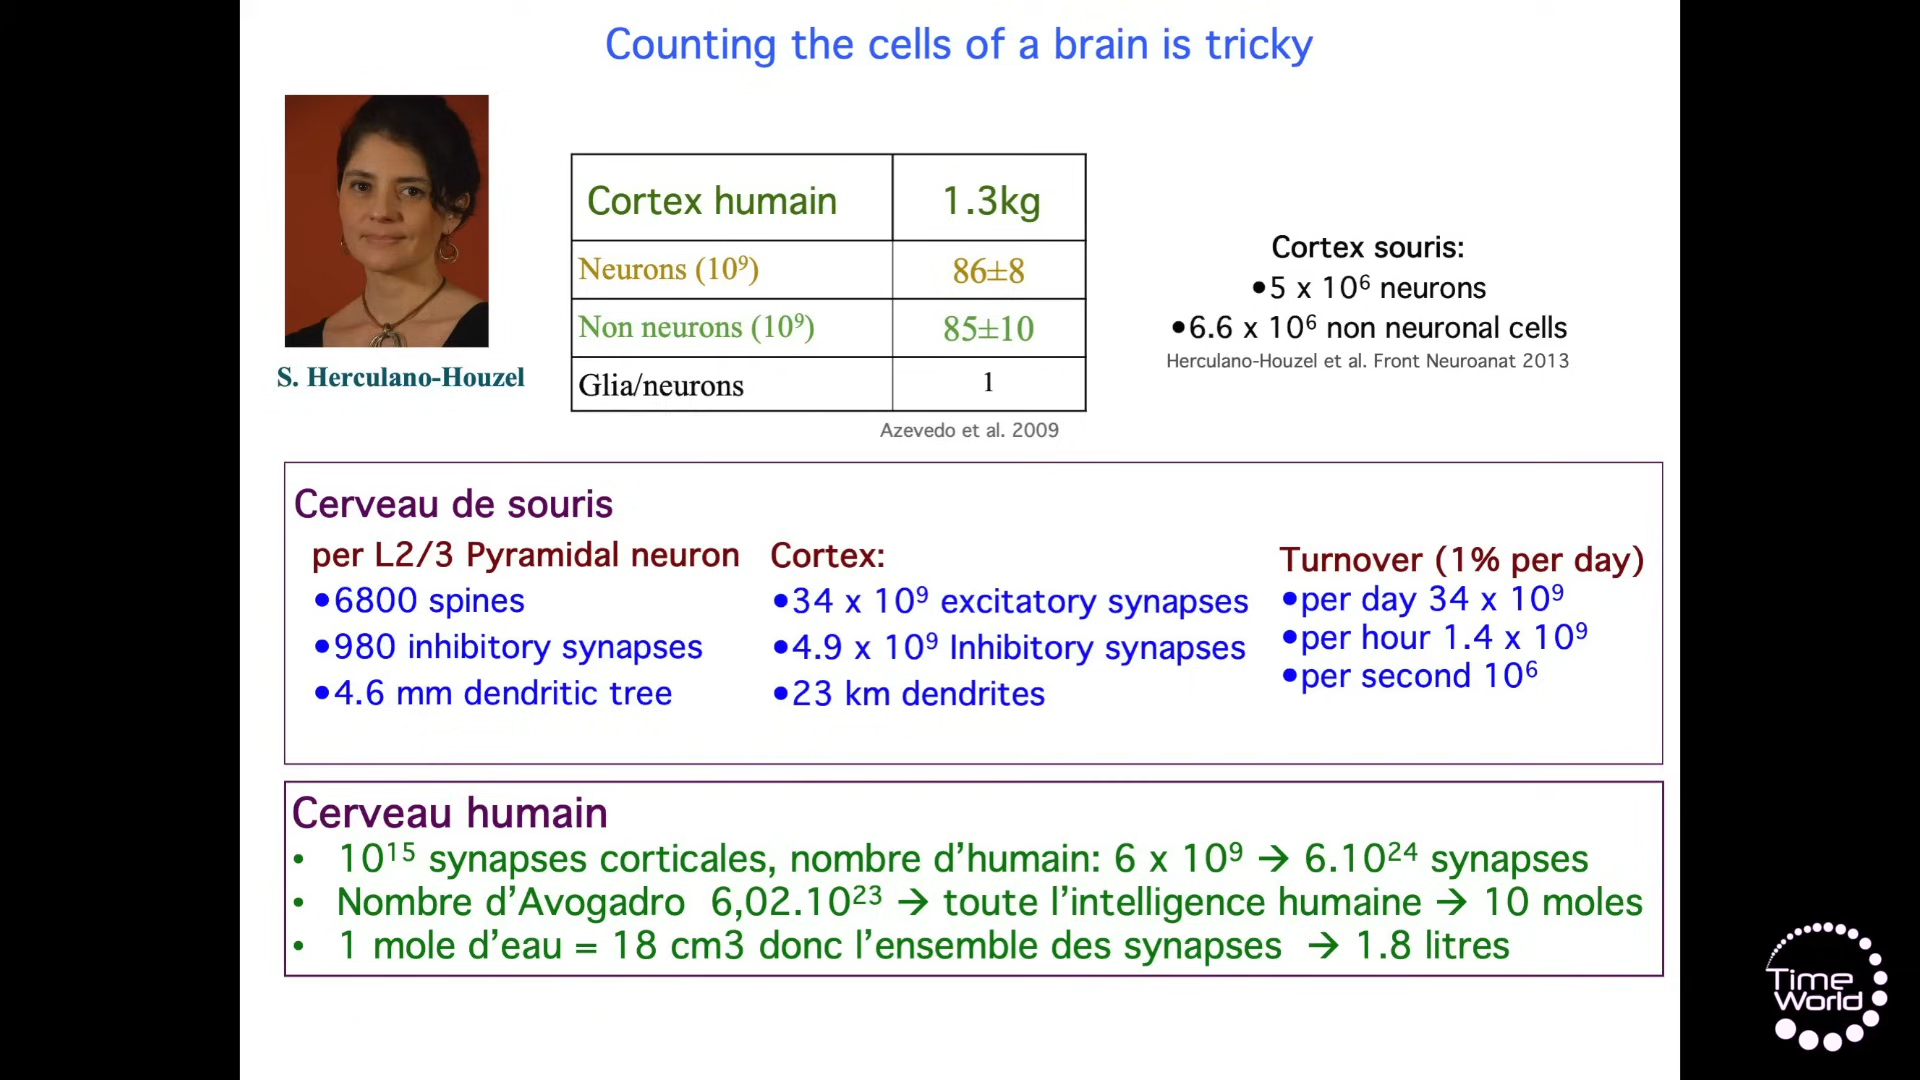 Counting the cells of a brain is tricky
S. Herculano-Houzel
Cortex humain 1.3kg
Neurons (10⁹) 86±8
Non neurons (10⁹) 85±10
Glia/neurons 1
Azevedo et al. 2009
Cortex souris:
•5 x 10⁶ neurons
•6.6 x 10⁶ non neuronal cells
Herculano-Houzel et al. Front Neuroanat 2013
Cerveau de souris
per L2/3 Pyramidal neuron
•6800 spines
•980 inhibitory synapses
•4.6 mm dendritic tree
Cortex:
•34 x 10⁹ excitatory synapses
•4.9 x 10⁹ Inhibitory synapses
•23 km dendrites
Turnover (1% per day)
•per day 34 x 10⁹
•per hour 1.4 x 10⁹
•per second 10⁶
Cerveau humain
• 10¹⁵ synapses corticales, nombre d’humain: 6 x 10⁹ → 6.10²⁴ synapses
• Nombre d’Avogadro 6,02.10²³ → toute l’intelligence humaine → 10 moles
• 1 mole d’eau = 18 cm3 donc l’ensemble des synapses → 1.8 litres
Time
World